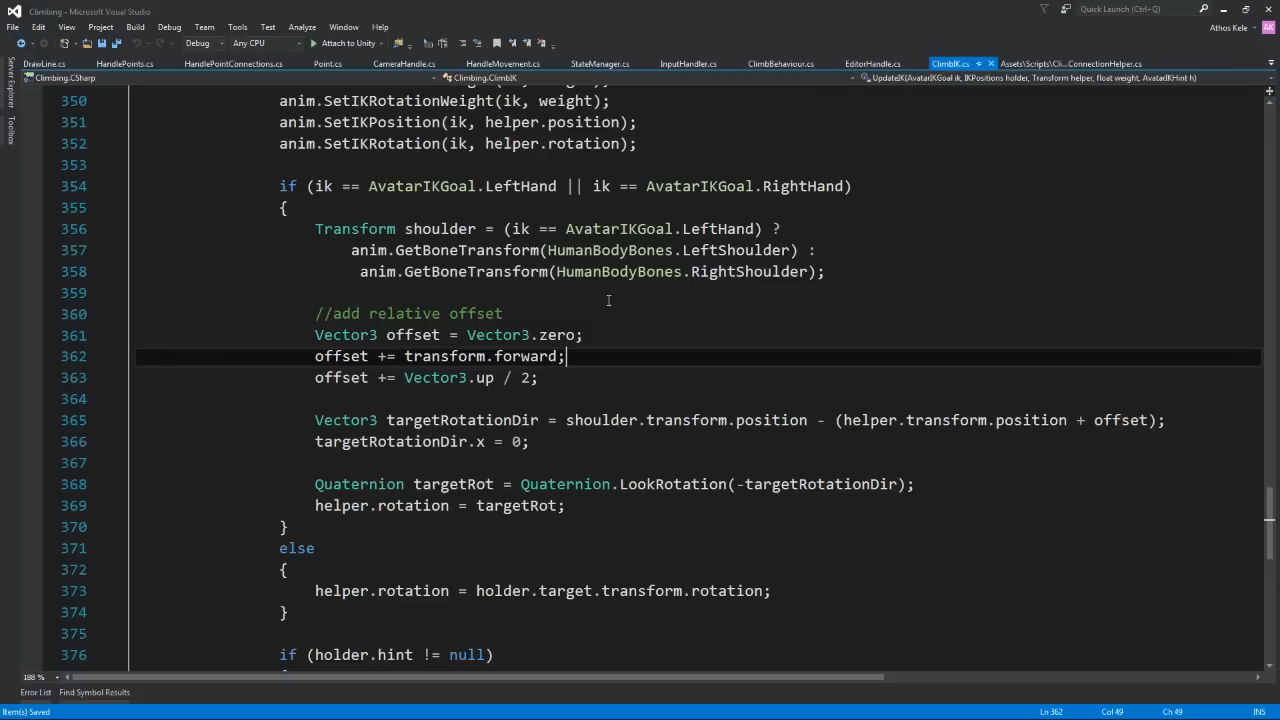 Climbing - Microsoft Visual Studio
Quick Launch (Ctrl+Q)
File Edit View Project Build Debug Team Tools Test Analyze Window Help
Athos Kele AK
Debug Any CPU Attach to Unity
DrawLine.cs HandlePoints.cs HandlePointConnections.cs Point.cs CameraHandle.cs HandleMovement.cs StateManager.cs InputHandler.cs ClimbBehaviour.cs EditorHandle.cs ClimbIK.cs Assets\Scripts\Cli...ConnectionHelper.cs
Climbing.CSharp Climbing.ClimbIK UpdateIK(AvatarIKGoal ik, IKPositions holder, Transform helper, float weight, AvatarIKHint h)
Server Explorer
Toolbox
350 anim.SetIKRotationWeight(ik, weight);
351 anim.SetIKPosition(ik, helper.position);
352 anim.SetIKRotation(ik, helper.rotation);
353
354 if (ik == AvatarIKGoal.LeftHand || ik == AvatarIKGoal.RightHand)
355 {
356 Transform shoulder = (ik == AvatarIKGoal.LeftHand) ?
357 anim.GetBoneTransform(HumanBodyBones.LeftShoulder) :
358 anim.GetBoneTransform(HumanBodyBones.RightShoulder);
359
360 //add relative offset
361 Vector3 offset = Vector3.zero;
362 offset += transform.forward;
363 offset += Vector3.up / 2;
364
365 Vector3 targetRotationDir = shoulder.transform.position - (helper.transform.position + offset);
366 targetRotationDir.x = 0;
367
368 Quaternion targetRot = Quaternion.LookRotation(-targetRotationDir);
369 helper.rotation = targetRot;
370 }
371 else
372 {
373 helper.rotation = holder.target.transform.rotation;
374 }
375
376 if (holder.hint != null)
188 %
Error List Find Symbol Results
Item(s) Saved Ln 362 Col 49 Ch 49 INS